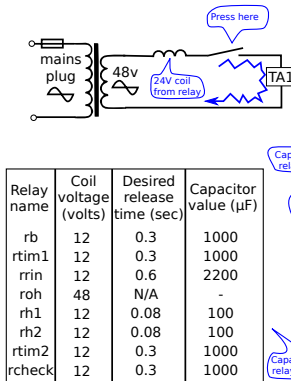 Press here
mains
plug
48v
24V coil
from relay
TA1
Relay
name
Coil
voltage
(volts)
Desired
release
time (sec)
Capacitor
value (µF)
rb 12 0.3 1000
rtim1 12 0.3 1000
rrin 12 0.6 2200
roh 48 N/A -
rh1 12 0.08 100
rh2 12 0.08 100
rtim2 12 0.3 1000
rcheck 12 0.3 1000